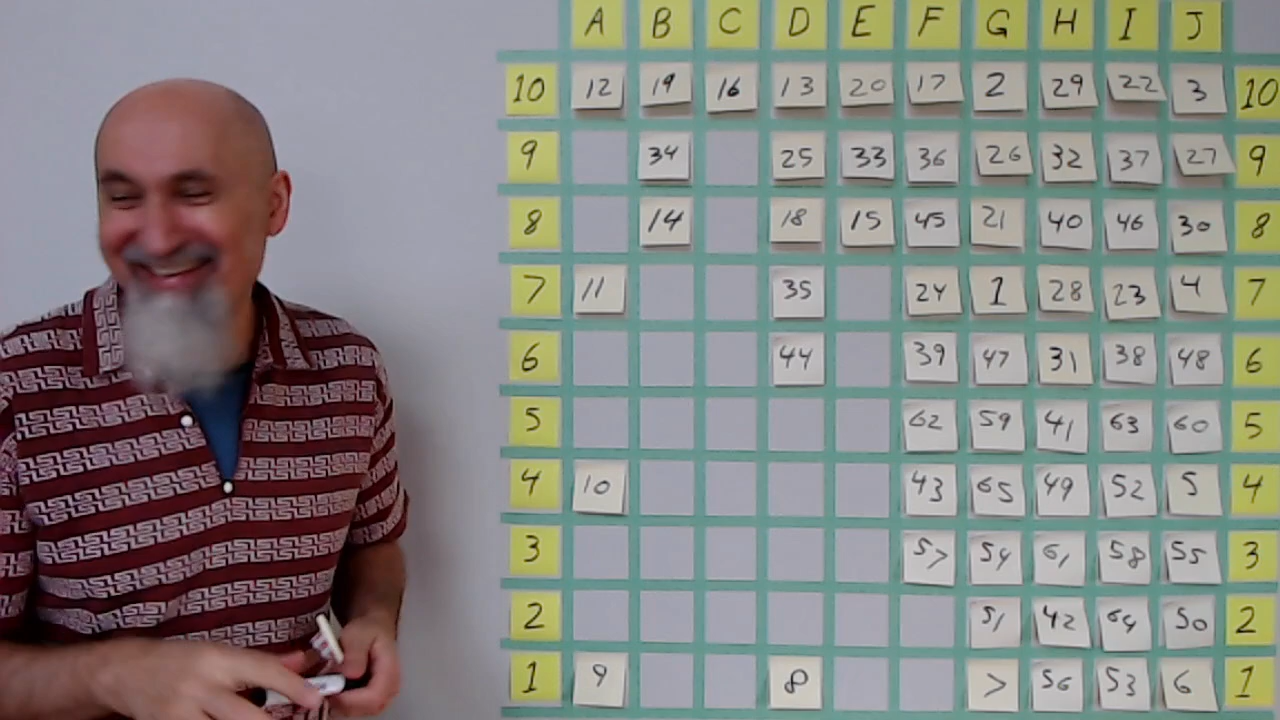 A B C D E F G H I J
10 12 19 16 13 20 17 2 29 22 3 10
9 34 25 33 36 26 32 37 27 9
8 14 18 15 45 21 40 46 30 8
7 11 35 24 1 28 23 4 7
6 44 39 47 31 38 48 6
5 62 59 41 63 60 5
4 10 43 65 49 52 5 4
3 57 54 61 58 55 3
2 51 42 64 50 2
1 9 8 7 56 53 6 1